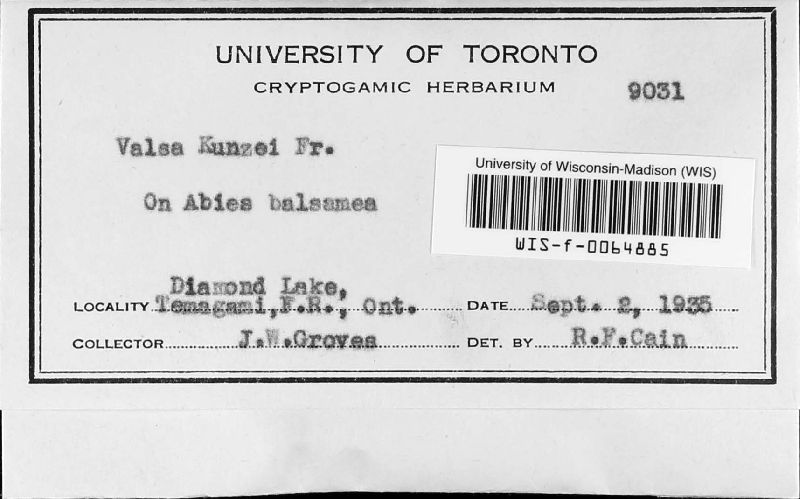 UNIVERSITY OF TORONTO
CRYPTOGAMIC HERBARIUM
9031
Valsa Kunzei Fr.
University of Wisconsin-Madison (WIS)
WIS-f-0064885
On Abies balsamea
Diamond Lake,
LOCALITY Temagami, F.R., Ont. DATE Sept. 2, 1935
COLLECTOR J.W.Groves DET. BY R.F.Cain